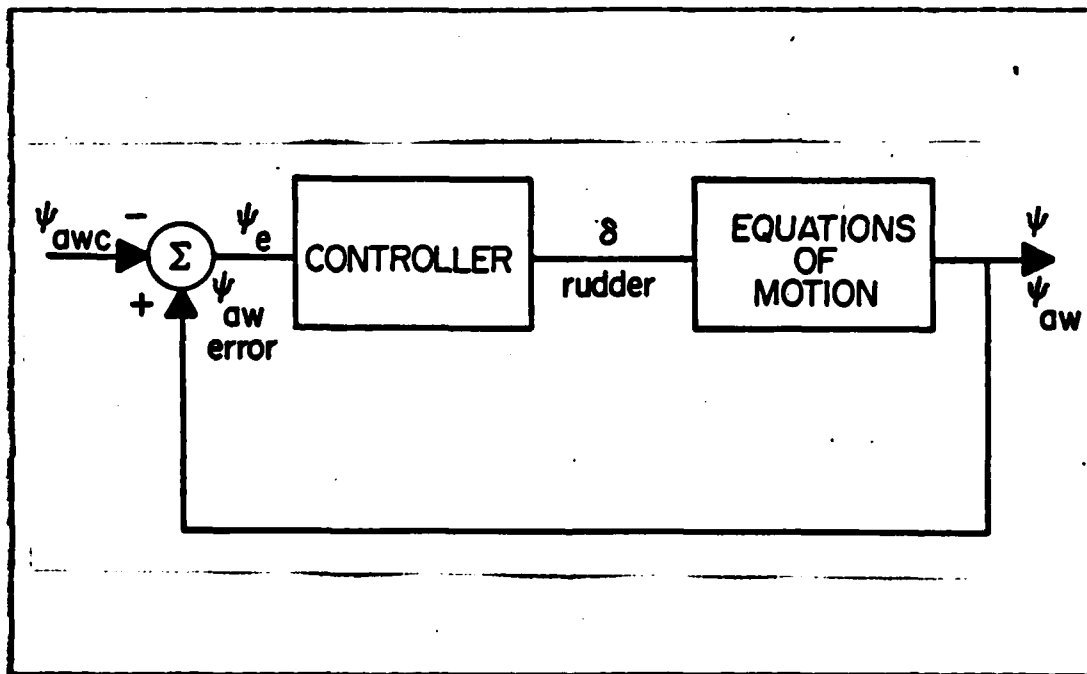 ψawc
−
+
Σ
ψe
ψaw
error
CONTROLLER
δ
rudder
EQUATIONS
OF
MOTION
ψ
ψaw